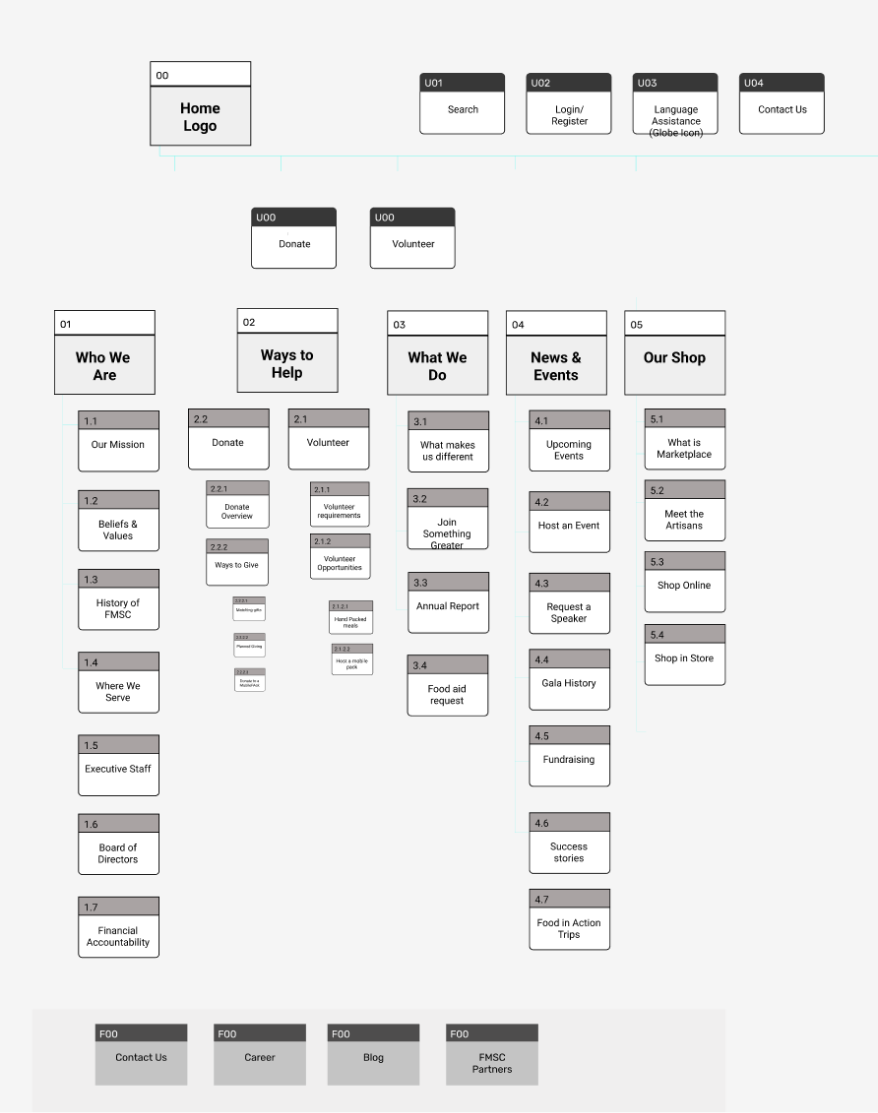 00
Home
Logo
U01
Search
U02
Login/
Register
U03
Language
Assistance
(Globe Icon)
U04
Contact Us
U00
Donate
U00
Volunteer
01
Who We
Are
1.1
Our Mission
1.2
Beliefs &
Values
1.3
History of
FMSC
1.4
Where We
Serve
1.5
Executive Staff
1.6
Board of
Directors
1.7
Financial
Accountability
02
Ways to
Help
2.2
Donate
2.2.1
Donate
Overview
2.2.2
Ways to Give
2.2.2.1
Matching gifts
2.2.2.2
Planned Giving
Donate to a
2.1
Volunteer
2.1.1
Volunteer
requirements
2.1.2
Volunteer
Opportunities
2.1.2.1
Hand Packed
meals
2.1.2.2
Host a mobile
pack
03
What We
Do
3.1
What makes
us different
3.2
Join
Something
Greater
3.3
Annual Report
3.4
Food aid
request
04
News &
Events
4.1
Upcoming
Events
4.2
Host an Event
4.3
Request a
Speaker
4.4
Gala History
4.5
Fundraising
4.6
Success
stories
4.7
Food in Action
Trips
05
Our Shop
5.1
What is
Marketplace
5.2
Meet the
Artisans
5.3
Shop Online
5.4
Shop in Store
F00
Contact Us
F00
Career
F00
Blog
F00
FMSC
Partners